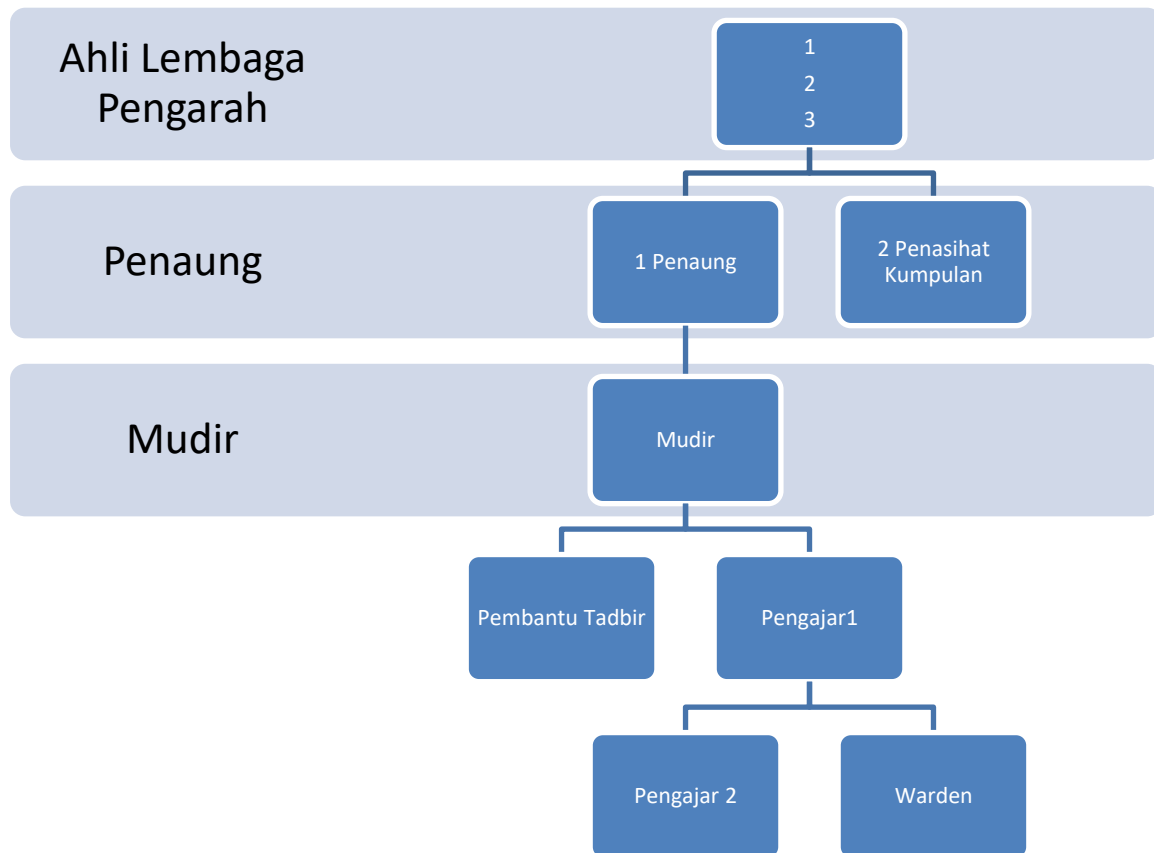 Ahli Lembaga
Pengarah
1
2
3
Penaung
1 Penaung
2 Penasihat
Kumpulan
Mudir
Mudir
Pembantu Tadbir
Pengajar1
Pengajar 2
Warden